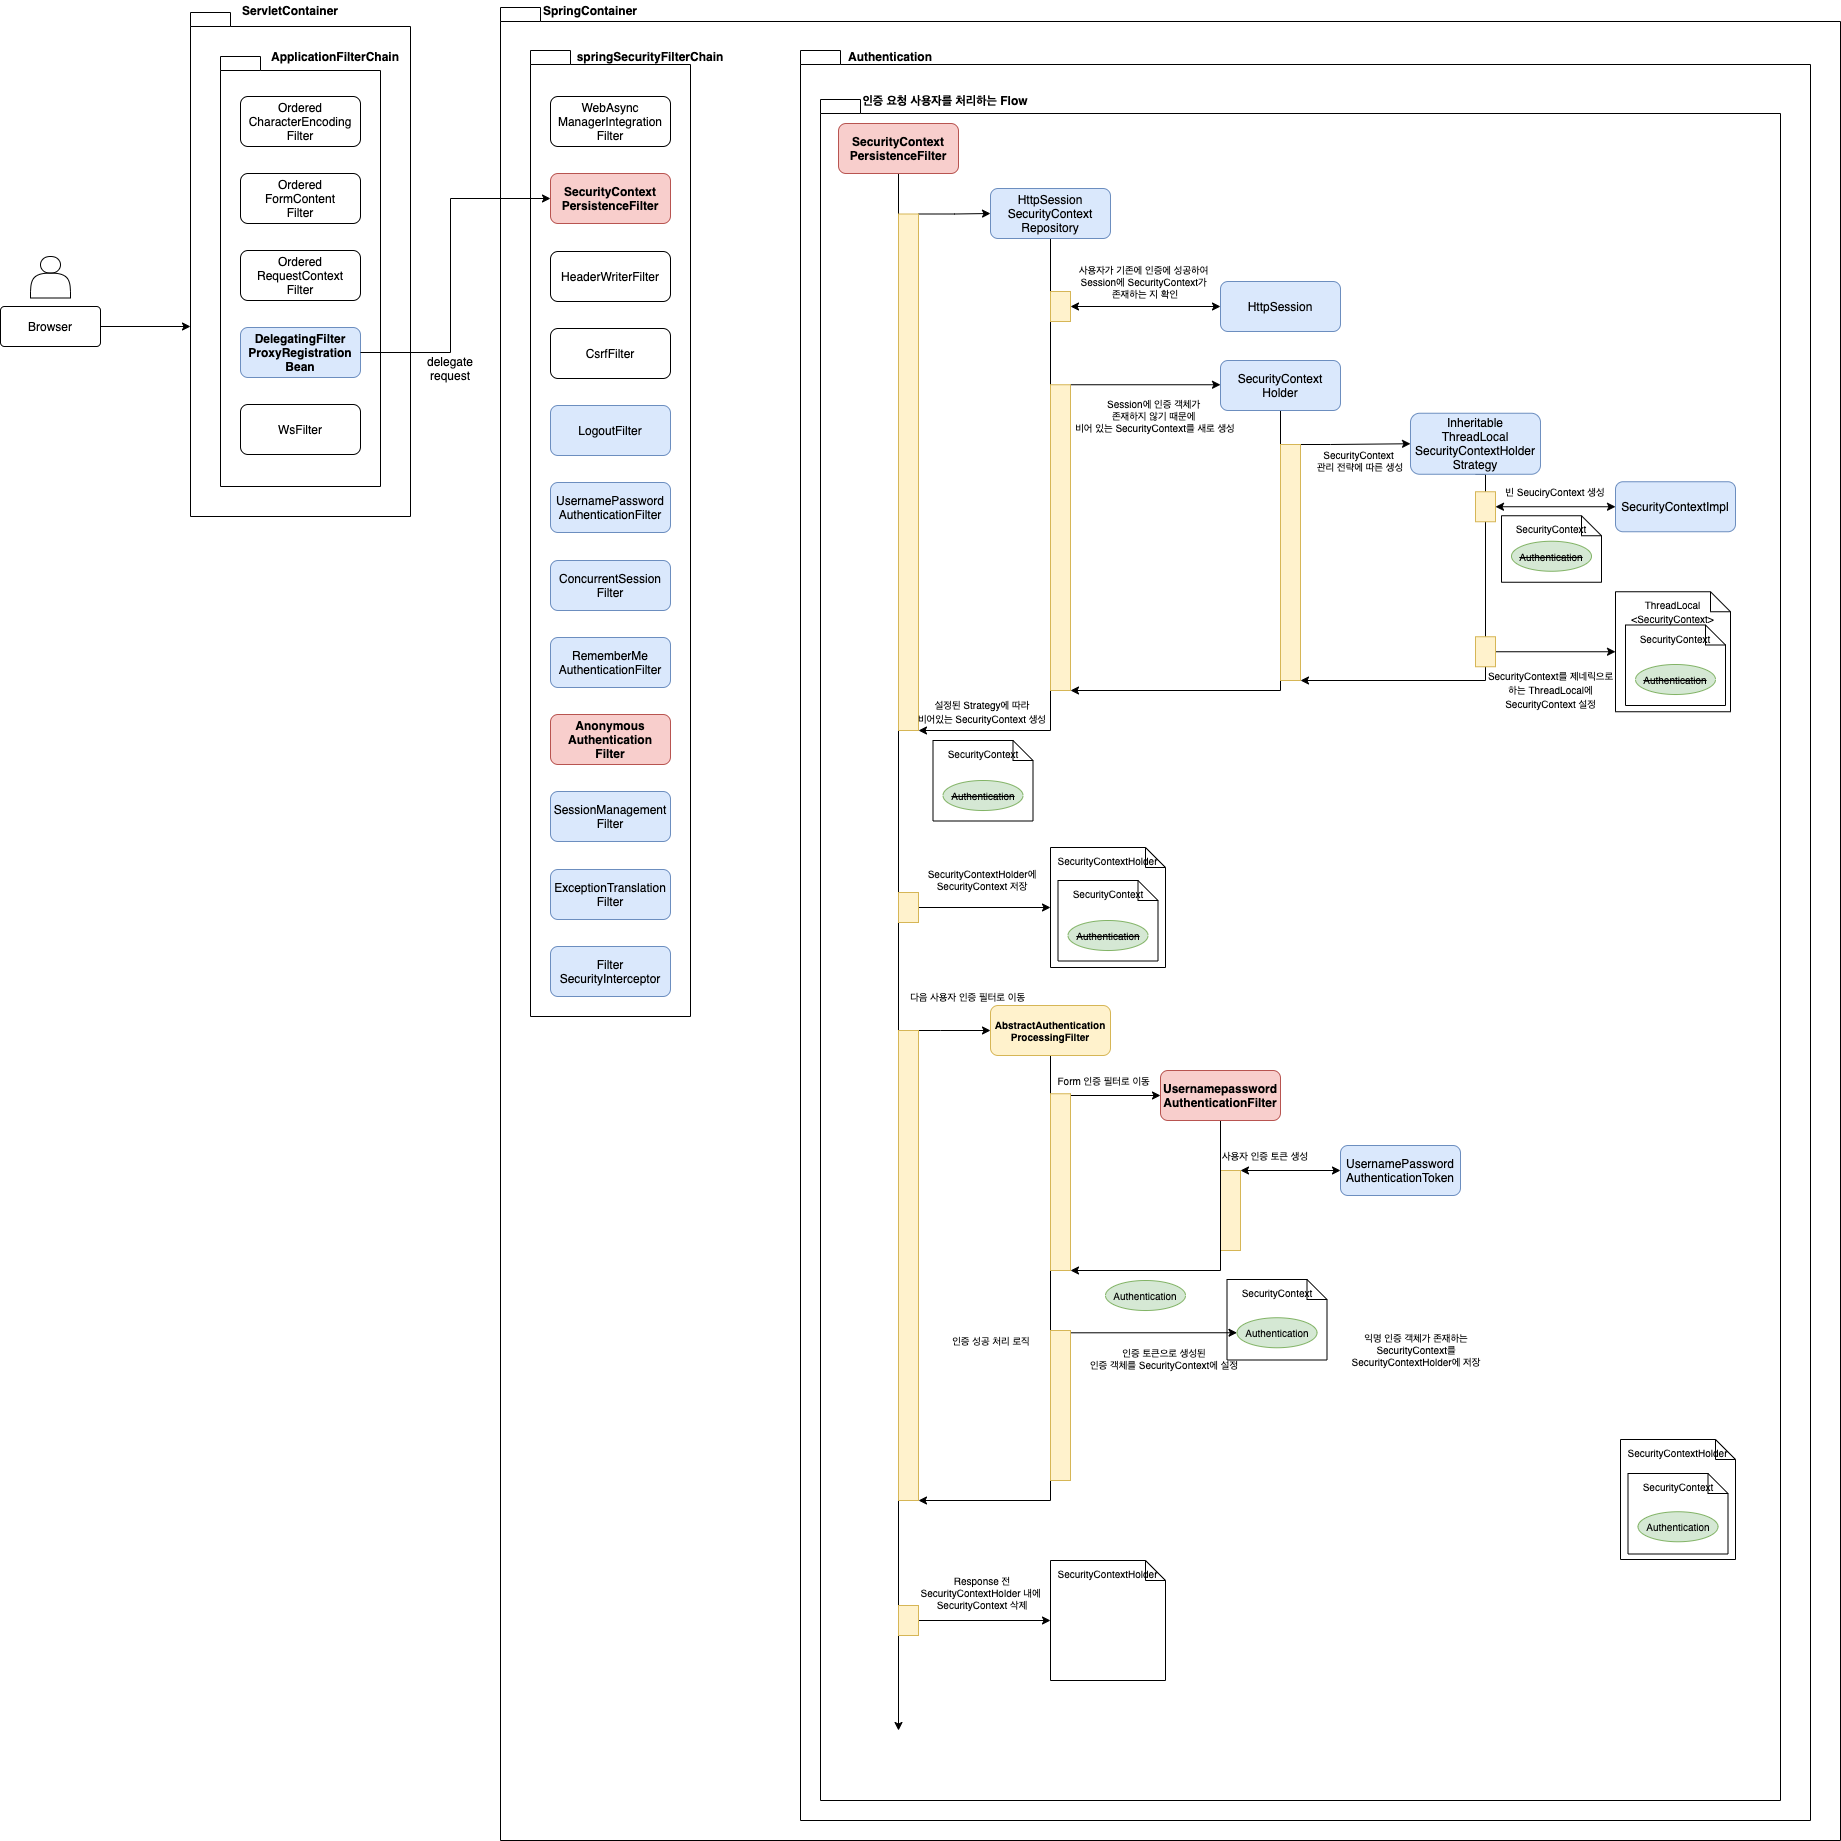 ServletContainer
ApplicationFilterChain
Ordered
CharacterEncoding
Filter
Ordered
FormContent
Filter
Ordered
RequestContext
Filter
DelegatingFilter
ProxyRegistration
Bean
WsFilter
Browser
delegate
request
SpringContainer
springSecurityFilterChain
WebAsync
ManagerIntegration
Filter
SecurityContext
PersistenceFilter
HeaderWriterFilter
CsrfFilter
LogoutFilter
UsernamePassword
AuthenticationFilter
ConcurrentSession
Filter
RememberMe
AuthenticationFilter
Anonymous
Authentication
Filter
SessionManagement
Filter
ExceptionTranslation
Filter
Filter
SecurityInterceptor
Authentication
인증 요청 사용자를 처리하는 Flow
SecurityContext
PersistenceFilter
HttpSession
SecurityContext
Repository
사용자가 기존에 인증에 성공하여
Session에 SecurityContext가
존재하는 지 확인
HttpSession
SecurityContext
Holder
Session에 인증 객체가
존재하지 않기 때문에
비어 있는 SecurityContext를 새로 생성
Inheritable
ThreadLocal
SecurityContextHolder
Strategy
SecurityContext
관리 전략에 따른 생성
빈 SeuciryContext 생성
SecurityContextImpl
SecurityContext
Authentication
ThreadLocal
<SecurityContext>
SecurityContext
Authentication
SecurityContext를 제네릭으로
하는 ThreadLocal에
SecurityContext 설정
설정된 Strategy에 따라
비어있는 SecurityContext 생성
SecurityContext
Authentication
SecurityContextHolder에
SecurityContext 저장
SecurityContextHolder
SecurityContext
Authentication
다음 사용자 인증 필터로 이동
AbstractAuthentication
ProcessingFilter
Form 인증 필터로 이동
Usernamepassword
AuthenticationFilter
사용자 인증 토큰 생성
UsernamePassword
AuthenticationToken
Authentication
SecurityContext
Authentication
인증 성공 처리 로직
인증 토큰으로 생성된
인증 객체를 SecurityContext에 설정
익명 인증 객체가 존재하는
SecurityContext를
SecurityContextHolder에 저장
SecurityContextHolder
SecurityContext
Authentication
Response 전
SecurityContextHolder 내에
SecurityContext 삭제
SecurityContextHolder